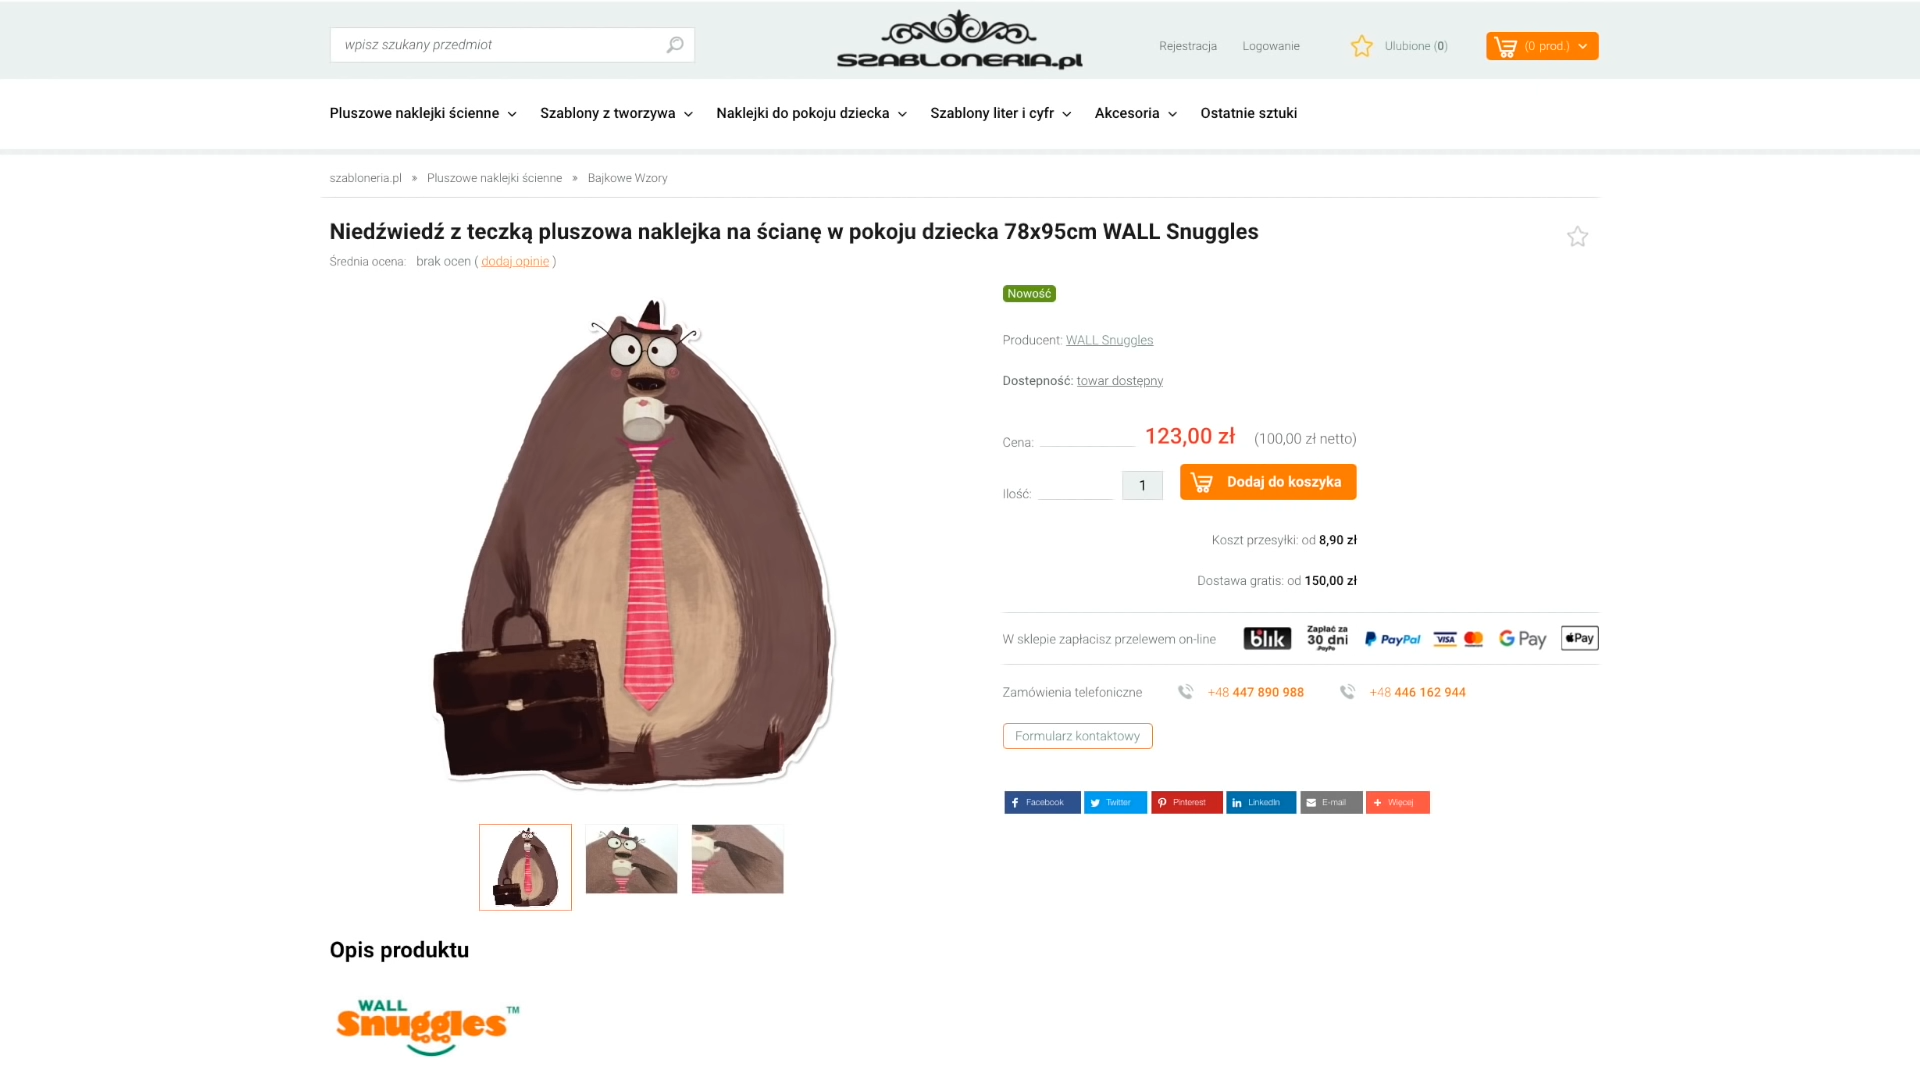 wpisz szukany przedmiot
SZABLONERIA.pl
Rejestracja
Logowanie
Ulubione (0)
(0 prod.)
Pluszowe naklejki ścienne
Szablony z tworzywa
Naklejki do pokoju dziecka
Szablony liter i cyfr
Akcesoria
Ostatnie sztuki
szabloneria.pl » Pluszowe naklejki ścienne » Bajkowe Wzory
Niedźwiedź z teczką pluszowa naklejka na ścianę w pokoju dziecka 78x95cm WALL Snuggles
Średnia ocena: brak ocen ( dodaj opinie )
Nowość
Producent: WALL Snuggles
Dostepność: towar dostępny
Cena: 123,00 zł (100,00 zł netto)
Ilość: 1 Dodaj do koszyka
Koszt przesyłki: od 8,90 zł
Dostawa gratis: od 150,00 zł
W sklepie zapłacisz przelewem on-line
blik
Zapłać za
30 dni
PayPo
PayPal
VISA
G Pay
Pay
Zamówienia telefoniczne +48 447 890 988 +48 446 162 944
Formularz kontaktowy
Facebook
Twitter
Pinterest
LinkedIn
E-mail
Więcej
Opis produktu
WALL
Snuggles TM